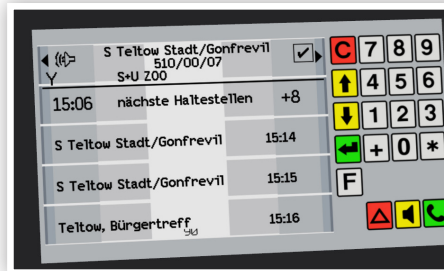 S Teltow Stadt/Gonfrevil
510/00/07
S+U ZOO
15:06 nächste Haltestellen +8
S Teltow Stadt/Gonfrevil 15:14
S Teltow Stadt/Gonfrevil 15:15
Teltow, Bürgertreff 15:16
C 7 8 9
4 5 6
1 2 3
+ 0 *
F